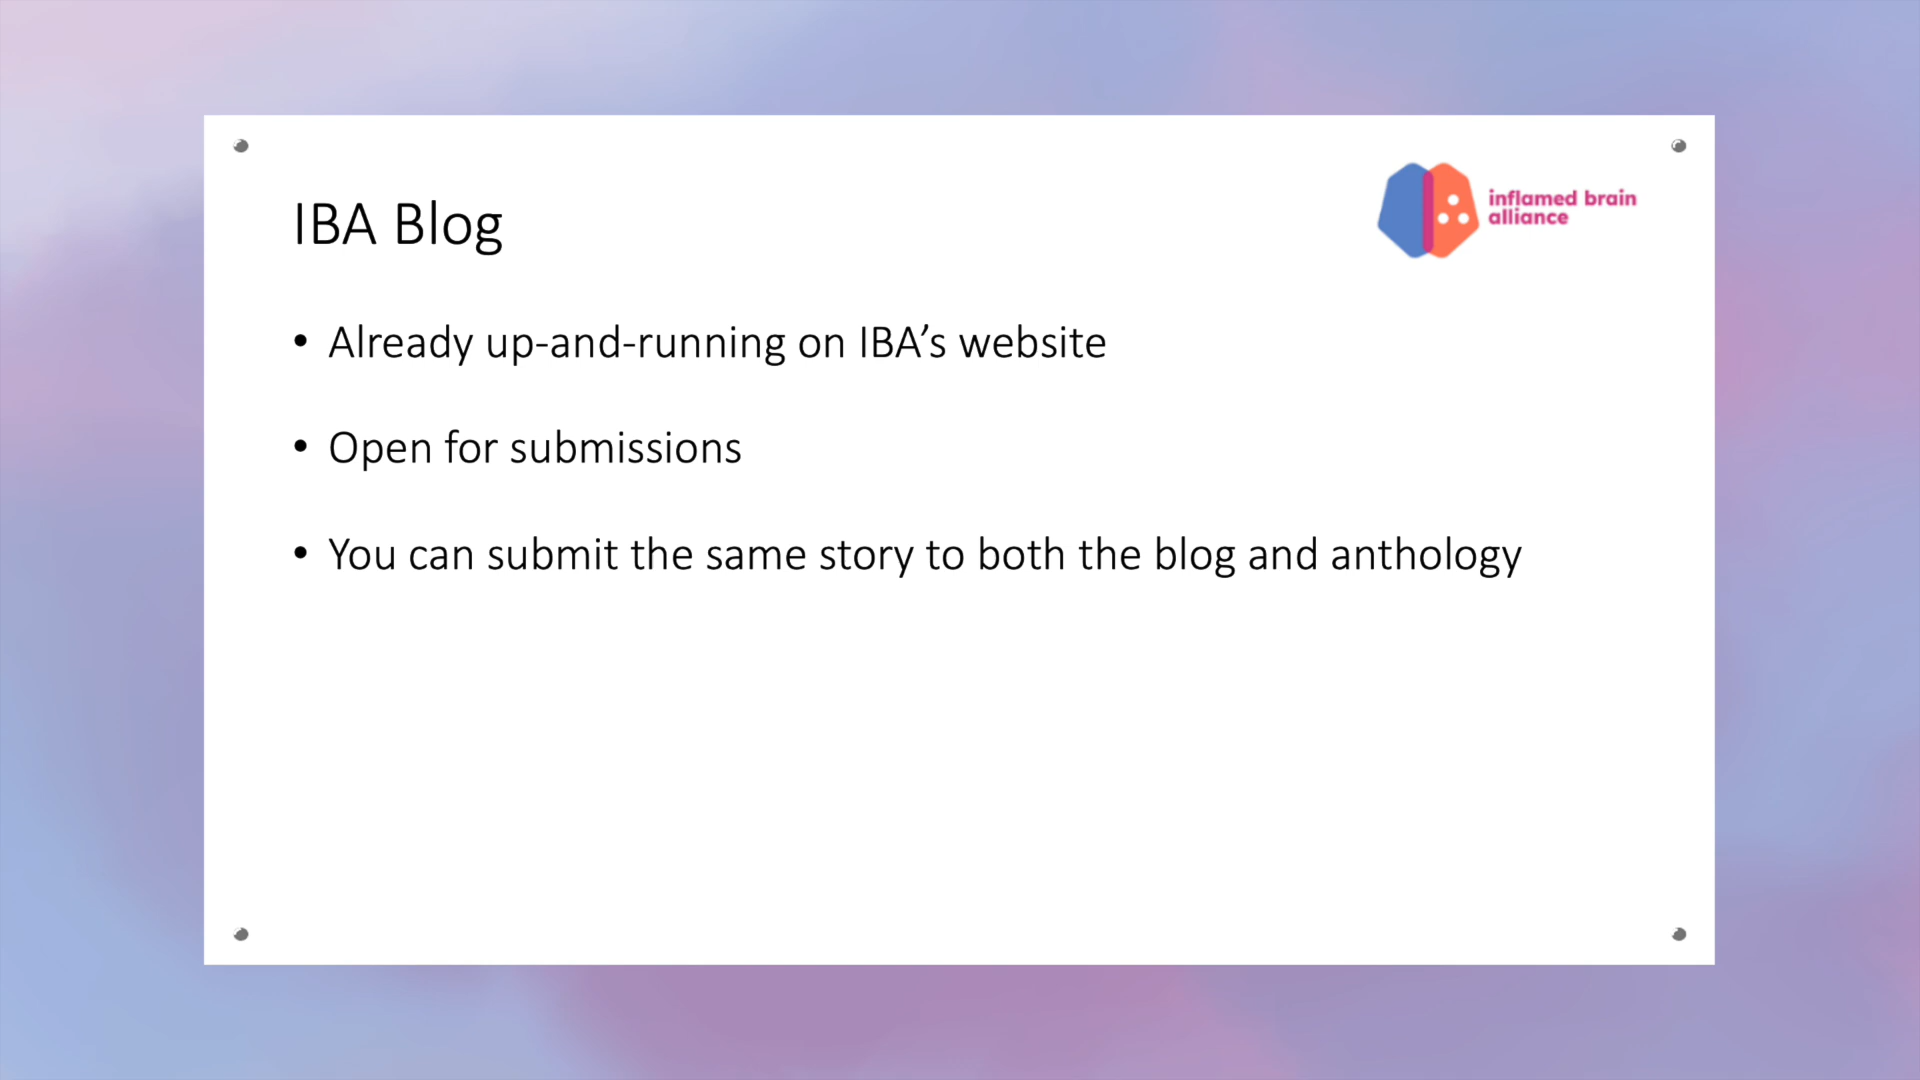 IBA Blog
inflamed brain
alliance
• Already up-and-running on IBA’s website
• Open for submissions
• You can submit the same story to both the blog and anthology